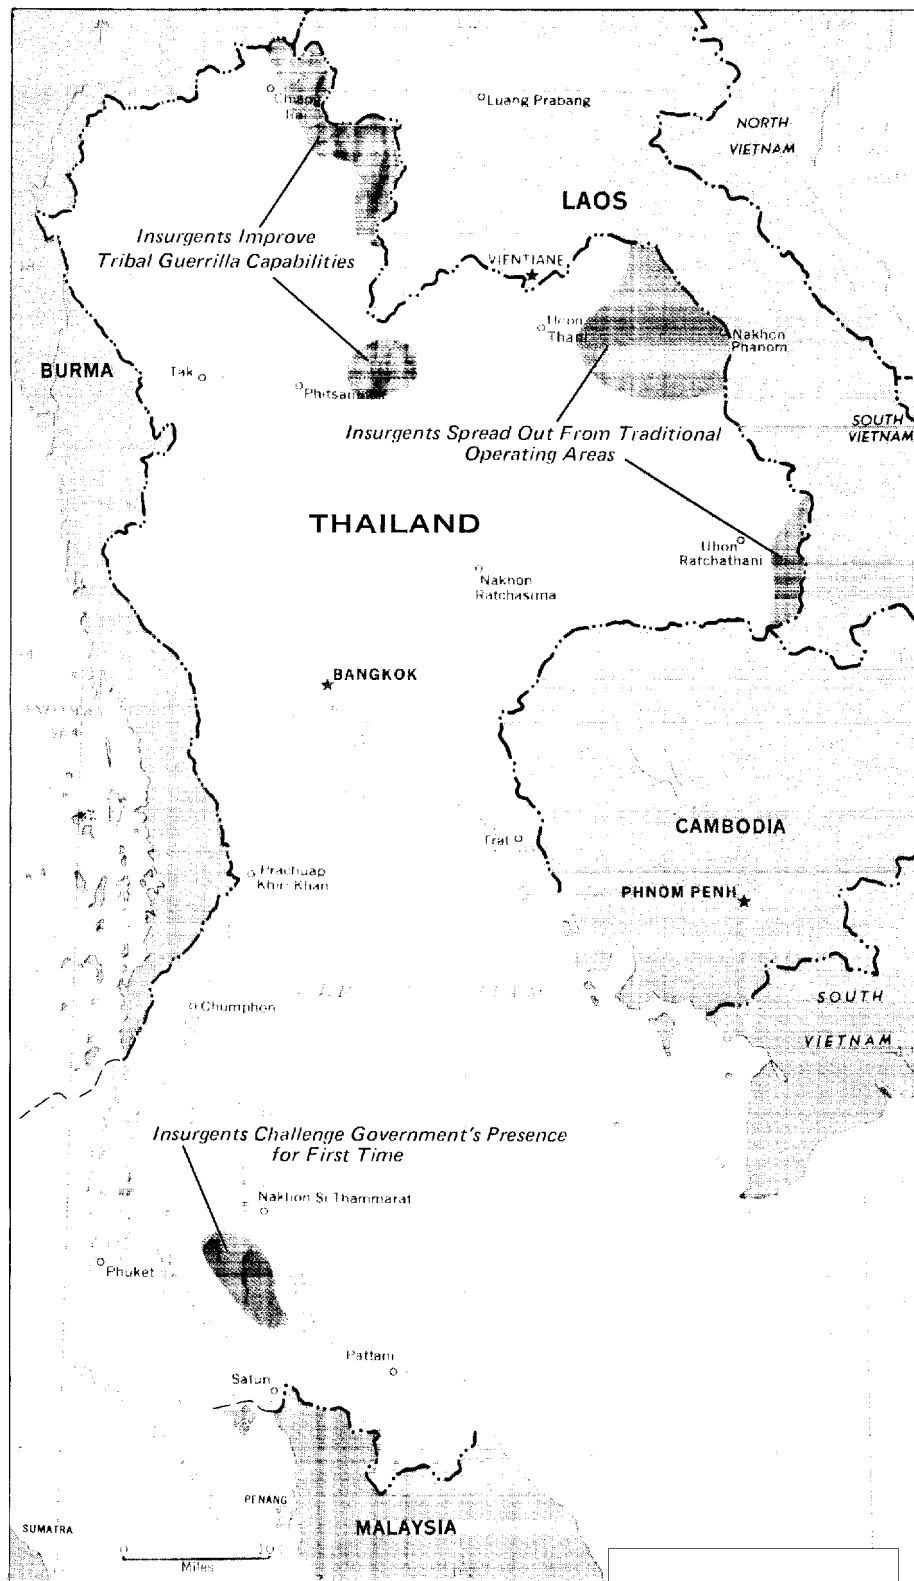 Luang Prabang
NORTH
VIETNAM
LAOS
Insurgents Improve
Tribal Guerrilla Capabilities
VIENTIANE
Nakhon
Phanom
BURMA
Tak
SOUTH
VIETNAM
Insurgents Spread Out From Traditional
Operating Areas
THAILAND
Ubon
Ratchathani
Nakhon
Ratchasima
BANGKOK
CAMBODIA
Trat
Prachuap
Khiri Khan
PHNOM PENH
Chumphon
SOUTH
VIETNAM
Insurgents Challenge Government's Presence
for First Time
Nakhon Si Thammarat
Phuket
Pattani
Satun
PENANG
MALAYSIA
SUMATRA
0
Miles